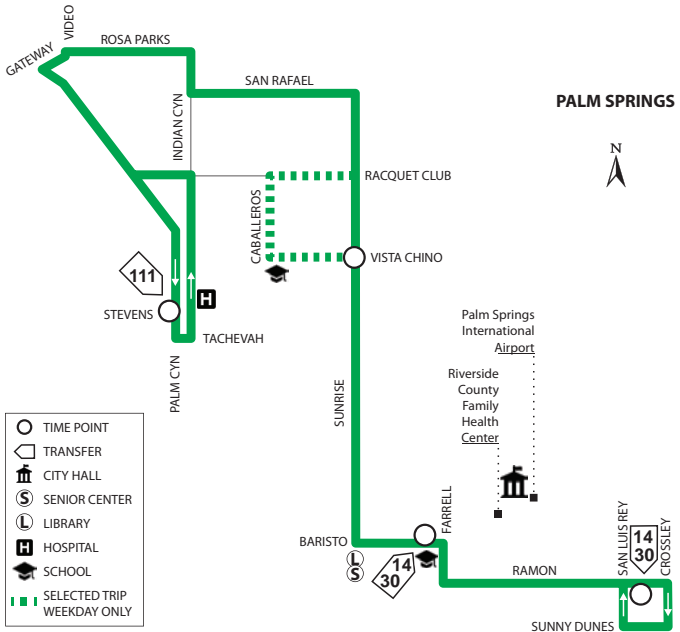 VIDEO
GATEWAY
ROSA PARKS
SAN RAFAEL
INDIAN CYN
PALM SPRINGS
N
RACQUET CLUB
CABALLEROS
VISTA CHINO
111
STEVENS
H
TACHEVAH
PALM CYN
SUNRISE
Palm Springs
International
Airport
Riverside
County
Family
Health
Center
BARISTO
L
S
FARRELL
14
30
RAMON
SAN LUIS REY
14
30
CROSSLEY
SUNNY DUNES
TIME POINT
TRANSFER
CITY HALL
S SENIOR CENTER
L LIBRARY
H HOSPITAL
SCHOOL
SELECTED TRIP
WEEKDAY ONLY